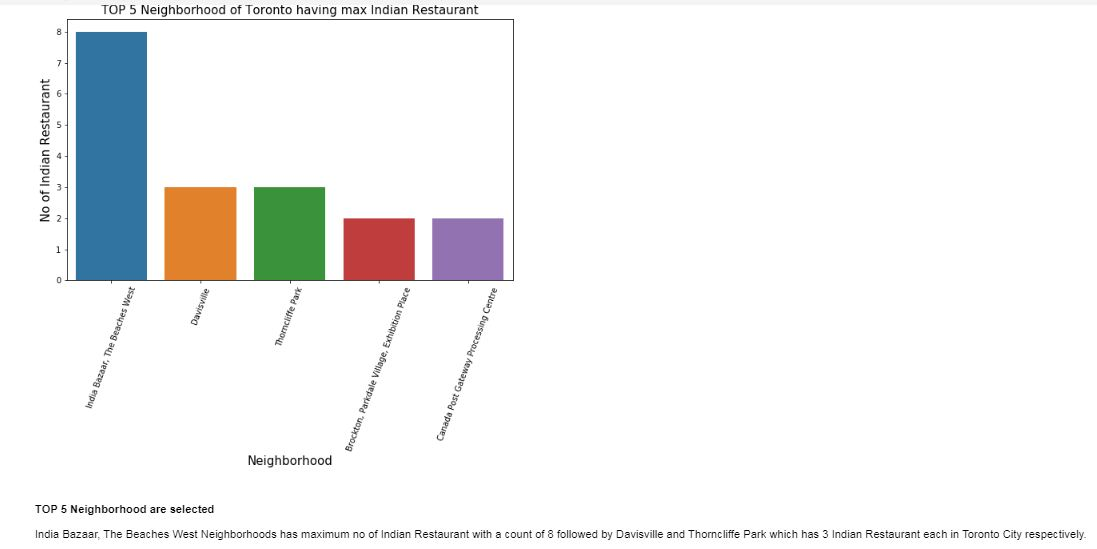 TOP 5 Neighborhood of Toronto having max Indian Restaurant
No of Indian Restaurant
8
7
6
5
4
3
2
1
0
India Bazaar, The Beaches West
Davisville
Thorncliffe Park
Brockton, Parkdale Village, Exhibition Place
Canada Post Gateway Processing Centre
Neighborhood
TOP 5 Neighborhood are selected
India Bazaar, The Beaches West Neighborhoods has maximum no of Indian Restaurant with a count of 8 followed by Davisville and Thorncliffe Park which has 3 Indian Restaurant each in Toronto City respectively.